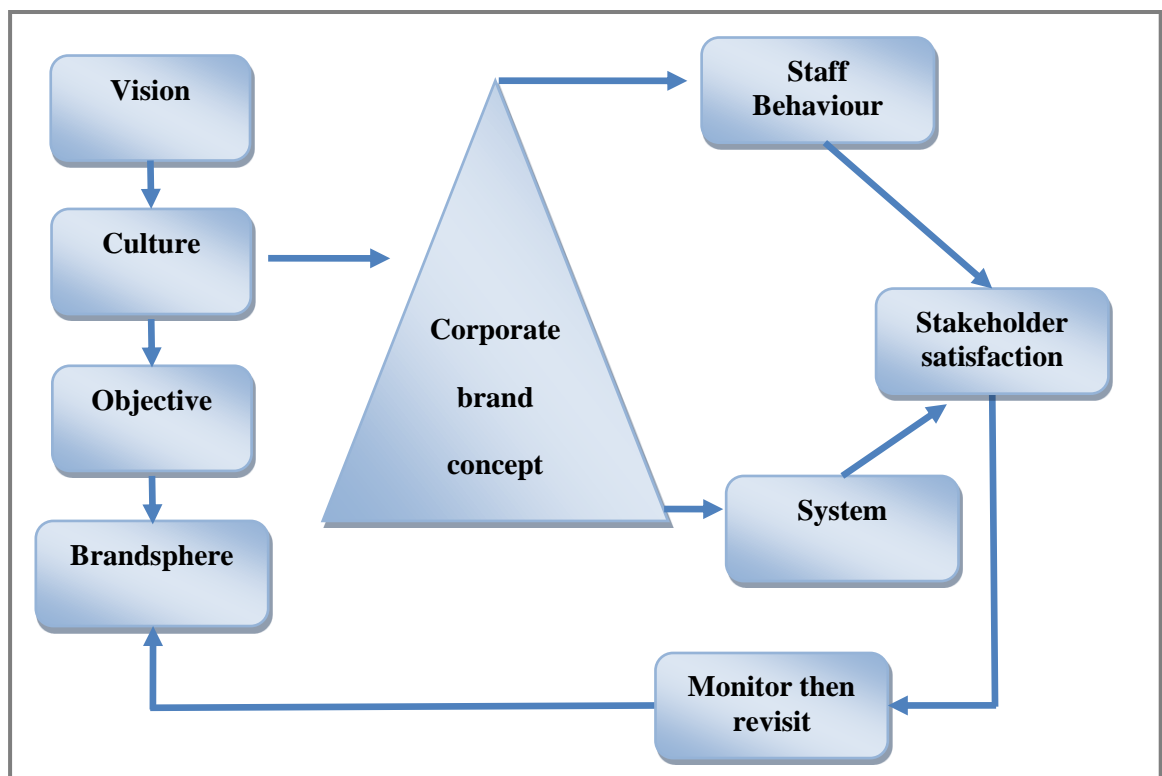 Vision
Culture
Objective
Brandsphere
Corporate
brand
concept
Staff
Behaviour
Stakeholder
satisfaction
System
Monitor then
revisit